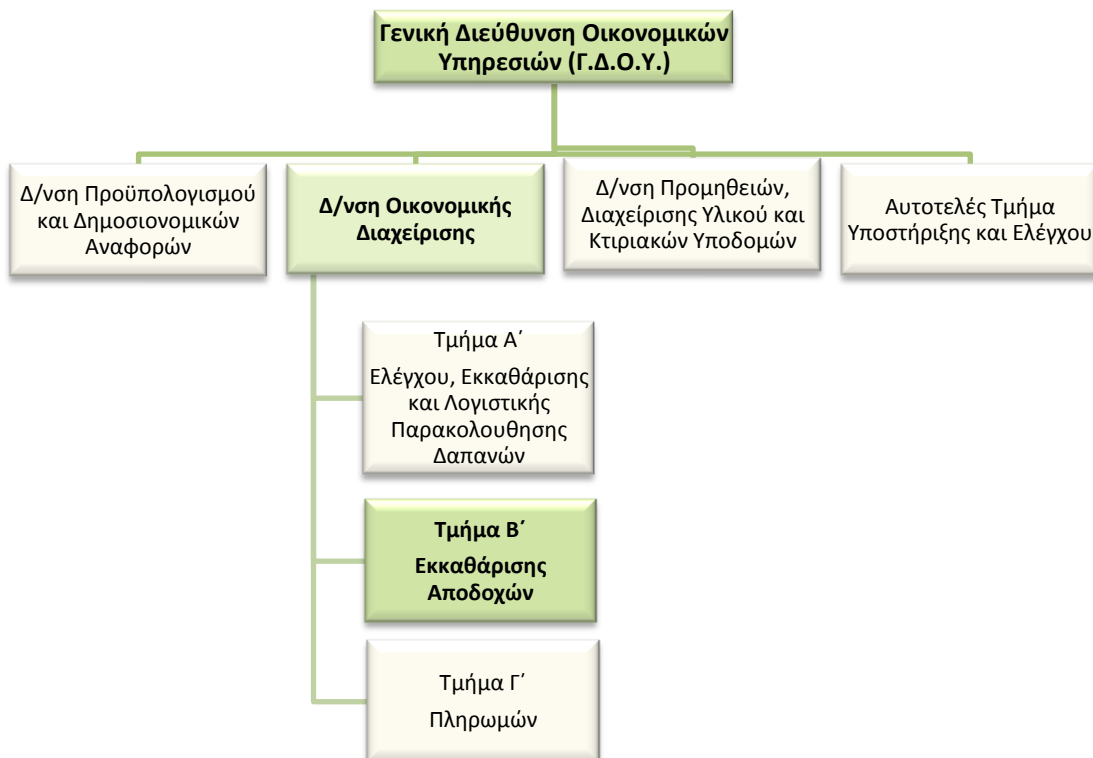 Γενική Διεύθυνση Οικονομικών
Υπηρεσιών (Γ.Δ.Ο.Υ.)
Δ/νση Προϋπολογισμού
και Δημοσιονομικών
Αναφορών
Δ/νση Οικονομικής
Διαχείρισης
Δ/νση Προμηθειών,
Διαχείρισης Υλικού και
Κτιριακών Υποδομών
Αυτοτελές Τμήμα
Υποστήριξης και Ελέγχου
Τμήμα Α΄
Ελέγχου, Εκκαθάρισης
και Λογιστικής
Παρακολουθησης
Δαπανών
Τμήμα Β΄
Εκκαθάρισης
Αποδοχών
Τμήμα Γ΄
Πληρωμών